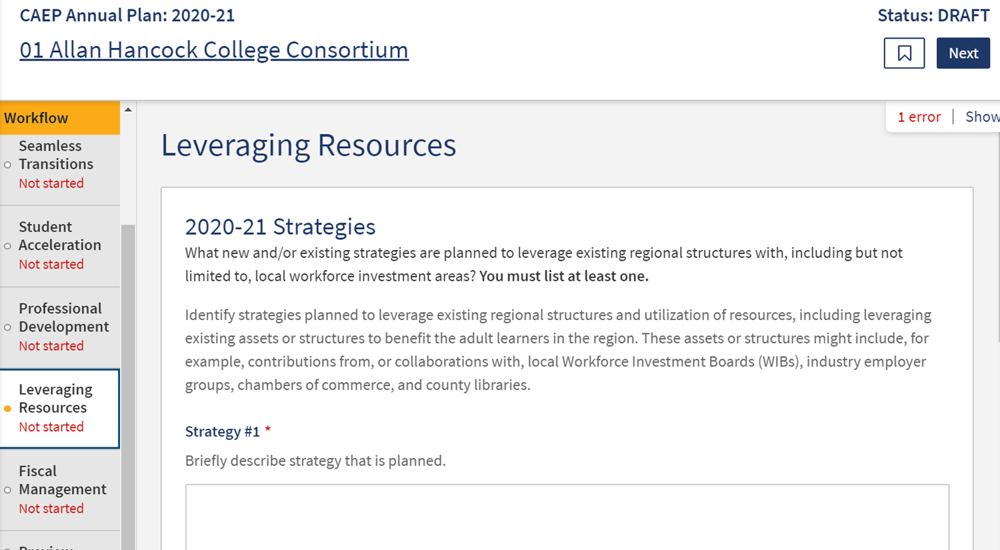 CAEP Annual Plan: 2020-21
Status: DRAFT
01 Allan Hancock College Consortium
Next
Workflow
Seamless
Transitions
Not started
Student
Acceleration
Not started
Professional
Development
Not started
Leveraging
Resources
Not started
Fiscal
Management
Not started
1 error | Show
Leveraging Resources
2020-21 Strategies
What new and/or existing strategies are planned to leverage existing regional structures with, including but not
limited to, local workforce investment areas? You must list at least one.
Identify strategies planned to leverage existing regional structures and utilization of resources, including leveraging
existing assets or structures to benefit the adult learners in the region. These assets or structures might include, for
example, contributions from, or collaborations with, local Workforce Investment Boards (WIBs), industry employer
groups, chambers of commerce, and county libraries.
Strategy #1 *
Briefly describe strategy that is planned.